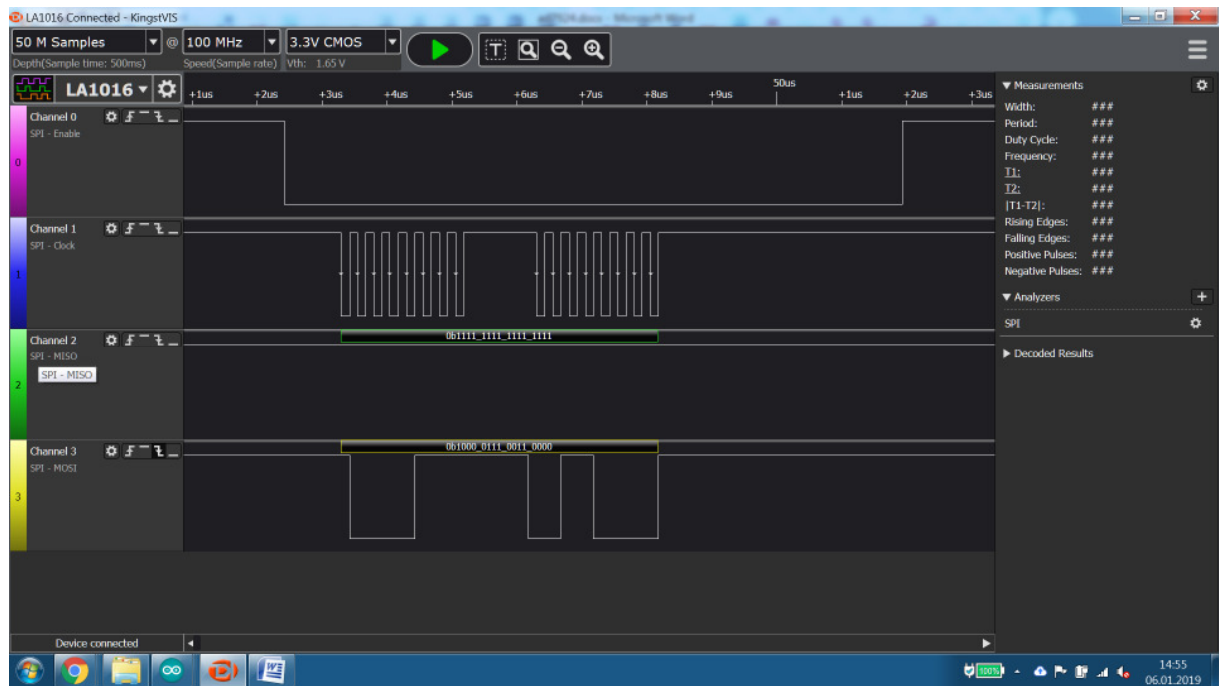 LA1016 Connected - KingstVIS
50 M Samples @ 100 MHz 3.3V CMOS
Depth(Sample time: 500ms) Speed(Sample rate) Vth: 1.65 V
LA1016
+1us +2us +3us +4us +5us +6us +7us +8us +9us 50us +1us +2us +3us
Channel 0
SPI - Enable
0
Channel 1
SPI - Clock
1
Channel 2
SPI - MISO
SPI - MISO
2
0b1111_1111_1111_1111
Channel 3
SPI - MOSI
3
0b1000_0111_0011_0000
Measurements
Width: ###
Period: ###
Duty Cycle: ###
Frequency: ###
T1: ###
T2: ###
|T1-T2|: ###
Rising Edges: ###
Falling Edges: ###
Positive Pulses: ###
Negative Pulses: ###
Analyzers
SPI
Decoded Results
Device connected
100%
14:55
06.01.2019